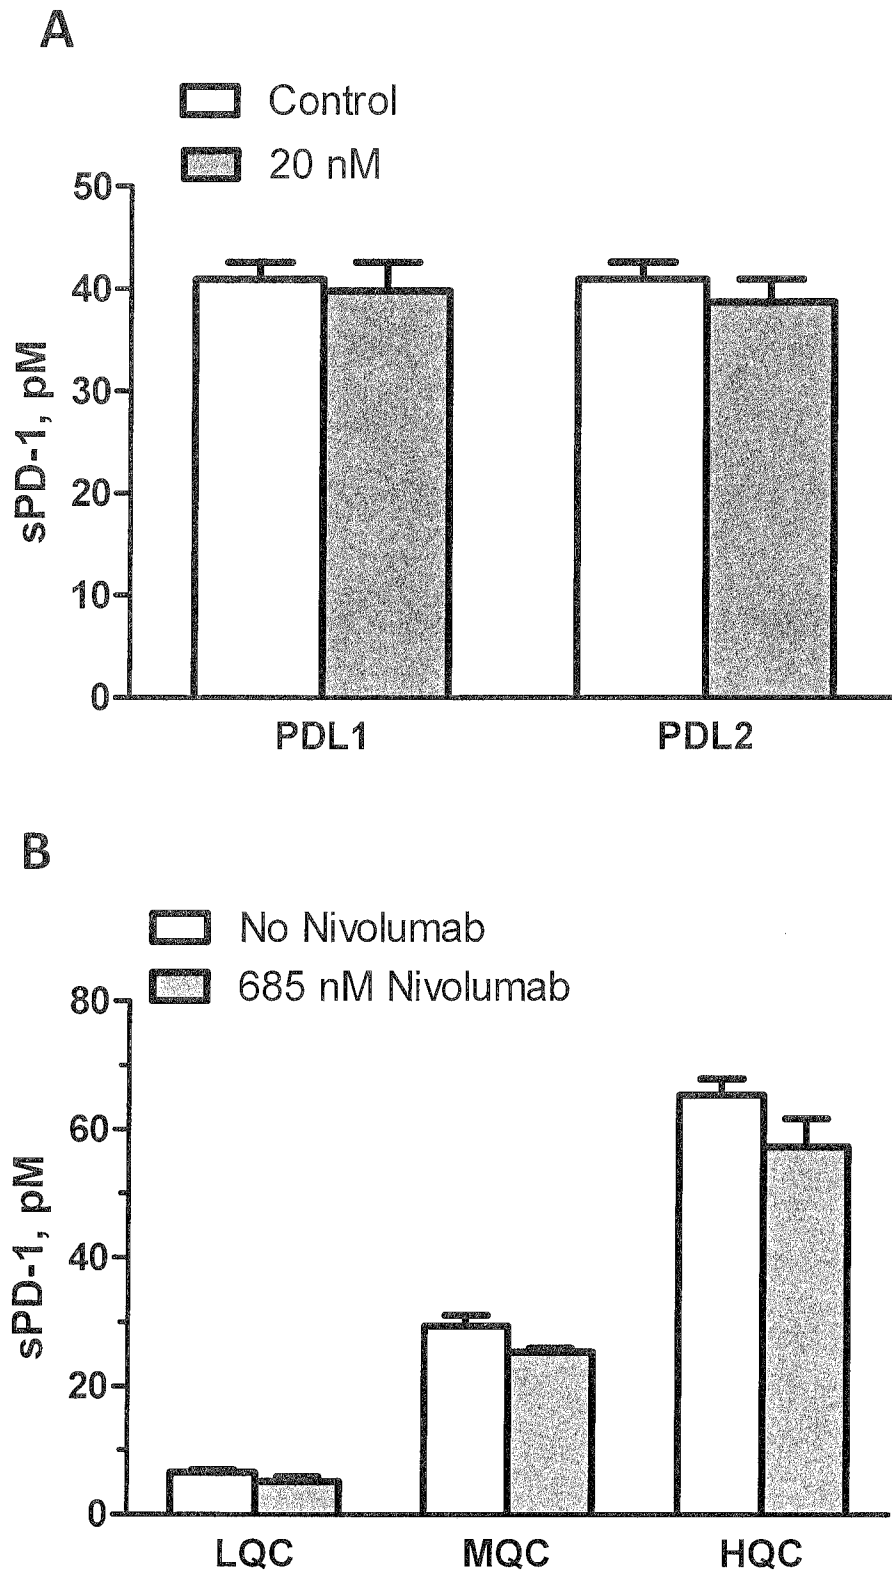 A
Control
20 nM
50
40
30
20
10
0
sPD-1, pM
PDL1 PDL2
B
No Nivolumab
685 nM Nivolumab
80
60
40
20
0
sPD-1, pM
LQC MQC HQC